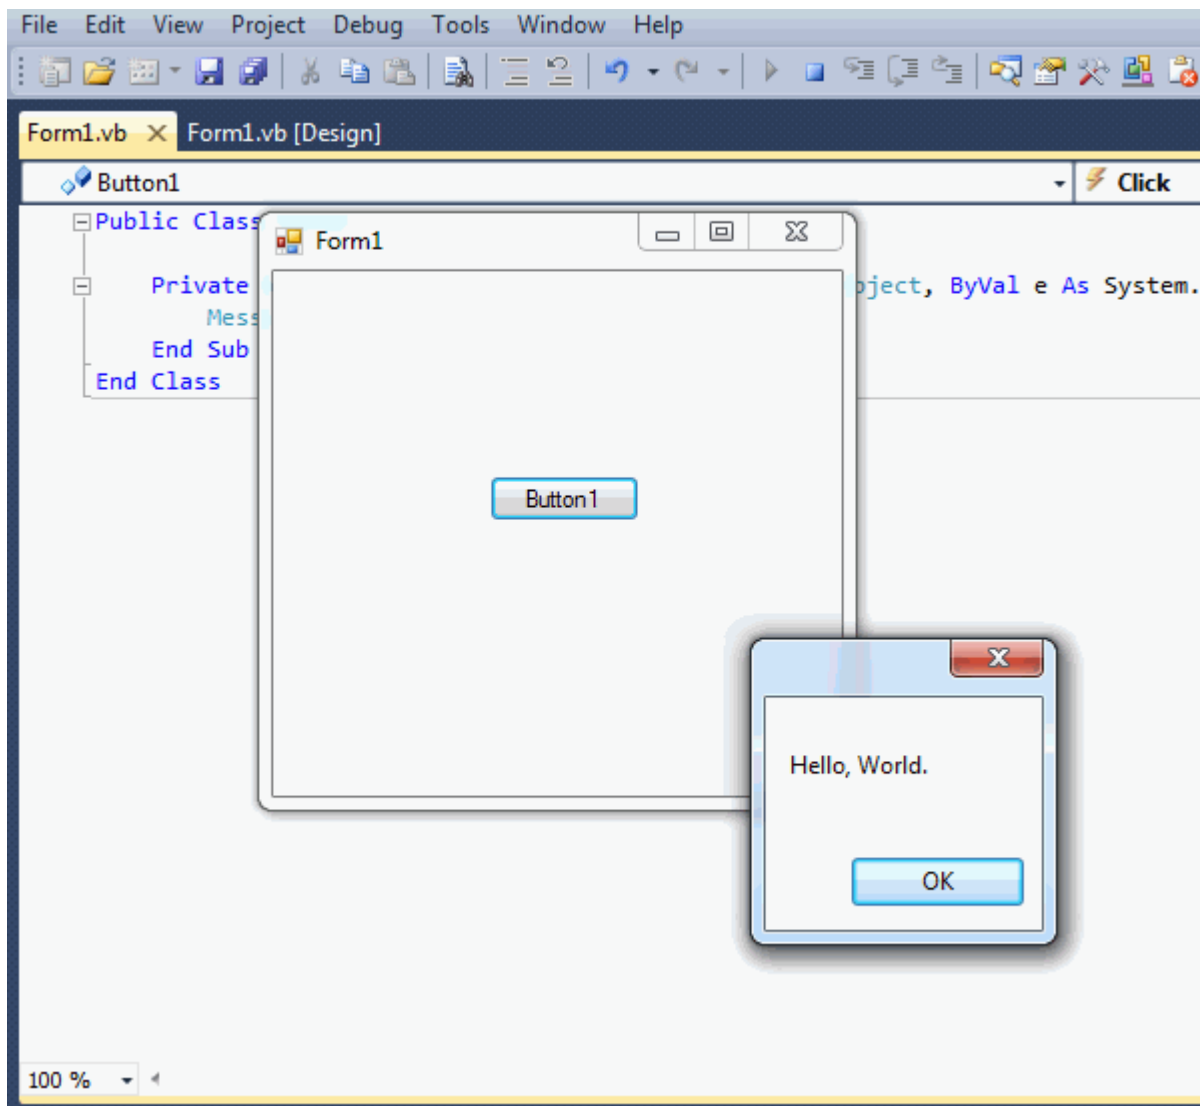 File Edit View Project Debug Tools Window Help
Form1.vb Form1.vb [Design]
Button1 Click
Public Class
Form1
Private ject, ByVal e As System.
Mess
End Sub
End Class
Button1
Hello, World.
OK
100 %